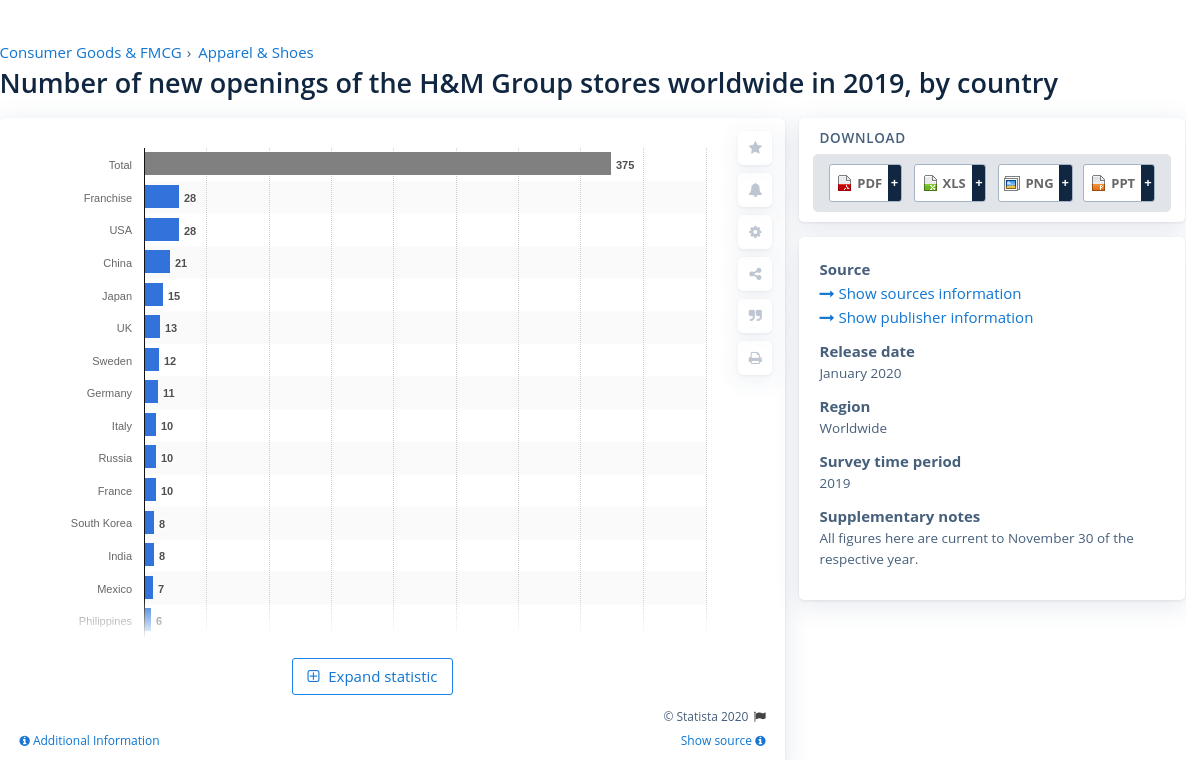 Consumer Goods & FMCG › Apparel & Shoes
Number of new openings of the H&M Group stores worldwide in 2019, by country
Total 375
Franchise 28
USA 28
China 21
Japan 15
UK 13
Sweden 12
Germany 11
Italy 10
Russia 10
France 10
South Korea 8
India 8
Mexico 7
Philippines 6
Expand statistic
© Statista 2020
Additional Information
Show source
DOWNLOAD
PDF + XLS + PNG + PPT +
Source
Show sources information
Show publisher information
Release date
January 2020
Region
Worldwide
Survey time period
2019
Supplementary notes
All figures here are current to November 30 of the
respective year.